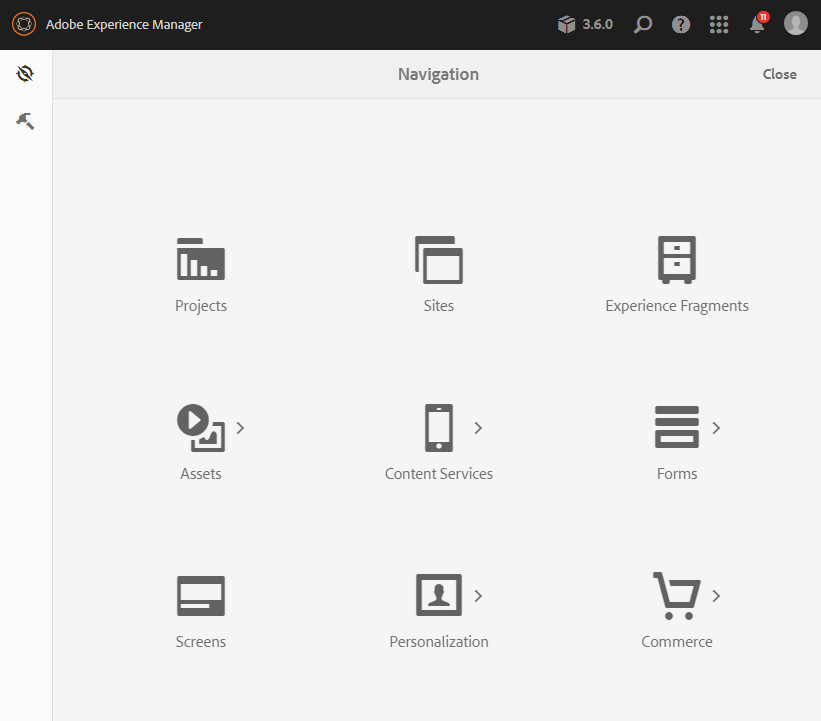 Adobe Experience Manager
3.6.0
11
Navigation
Close
Projects
Sites
Experience Fragments
Assets
Content Services
Forms
Screens
Personalization
Commerce